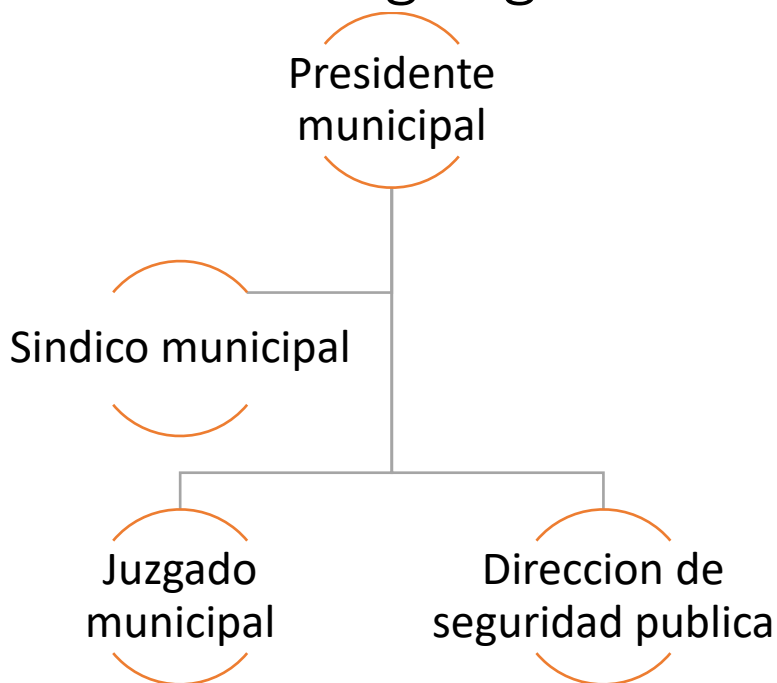 Presidente
municipal
Sindico municipal
Juzgado
municipal
Direccion de
seguridad publica